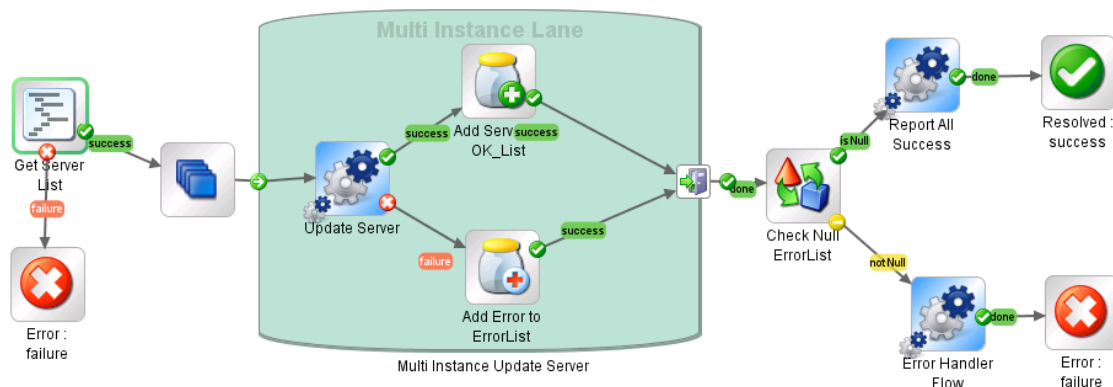 Multi Instance Lane
success
Get Server
List
failure
Error :
failure
success
Add Serv
success
OK_List
Update Server
failure
success
Add Error to
ErrorList
Multi Instance Update Server
done
Check Null
ErrorList
isNull
notNull
Report All
Success
done
Resolved :
success
Error Handler
Flow
done
Error :
failure